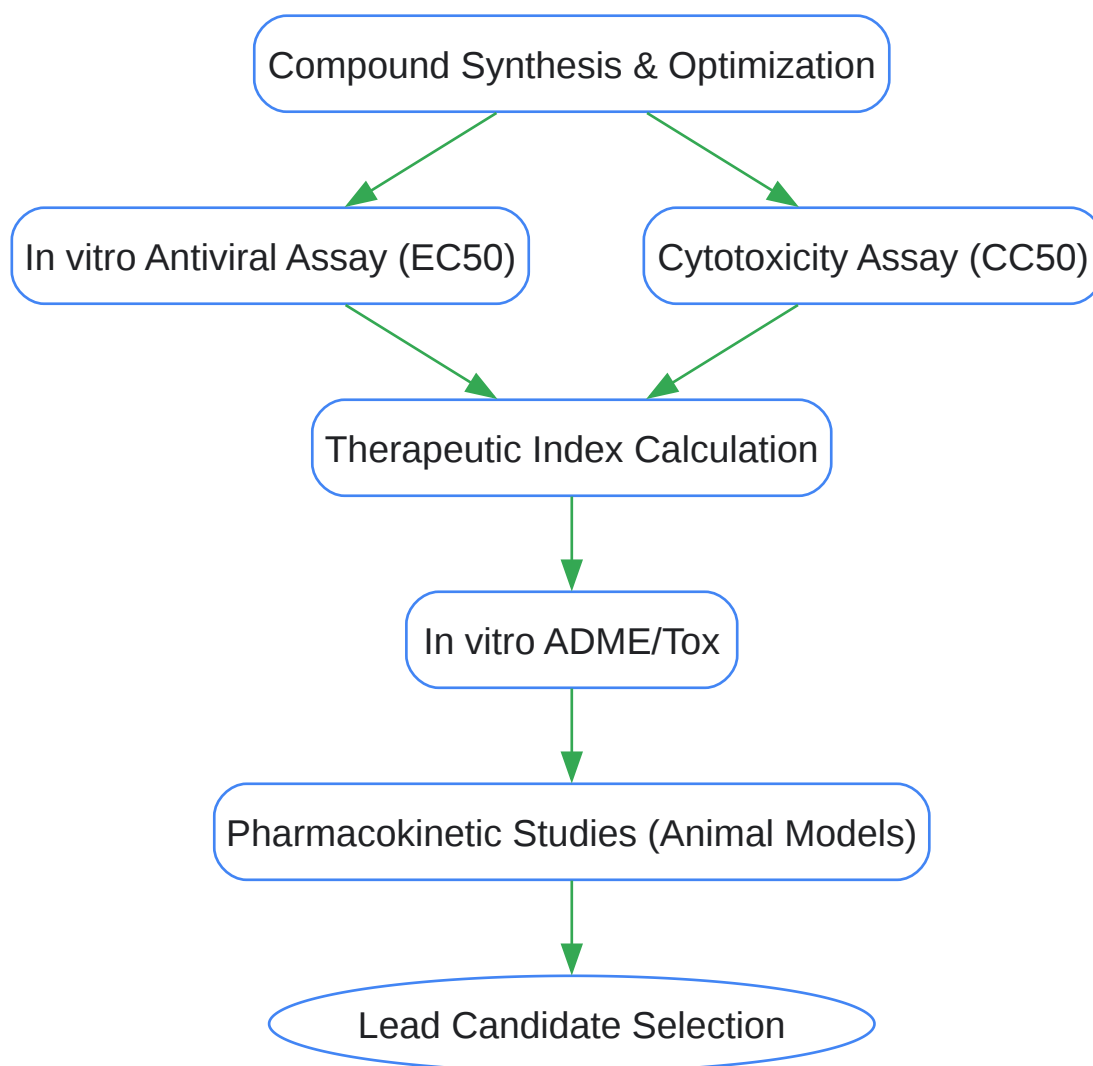 Compound Synthesis & Optimization
In vitro Antiviral Assay (EC50)
Cytotoxicity Assay (CC50)
Therapeutic Index Calculation
In vitro ADME/Tox
Pharmacokinetic Studies (Animal Models)
Lead Candidate Selection